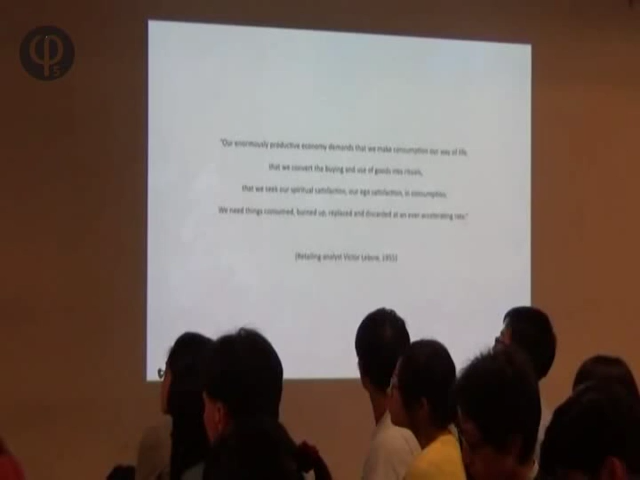 φs
"Our enormously productive economy demands that we make consumption our way of life,
that we convert the buying and use of goods into rituals,
that we seek our spiritual satisfaction, our ego satisfaction, in consumption.
We need things consumed, burned up, replaced and discarded at an ever-accelerating rate."
(Retailing analyst Victor Lebow,